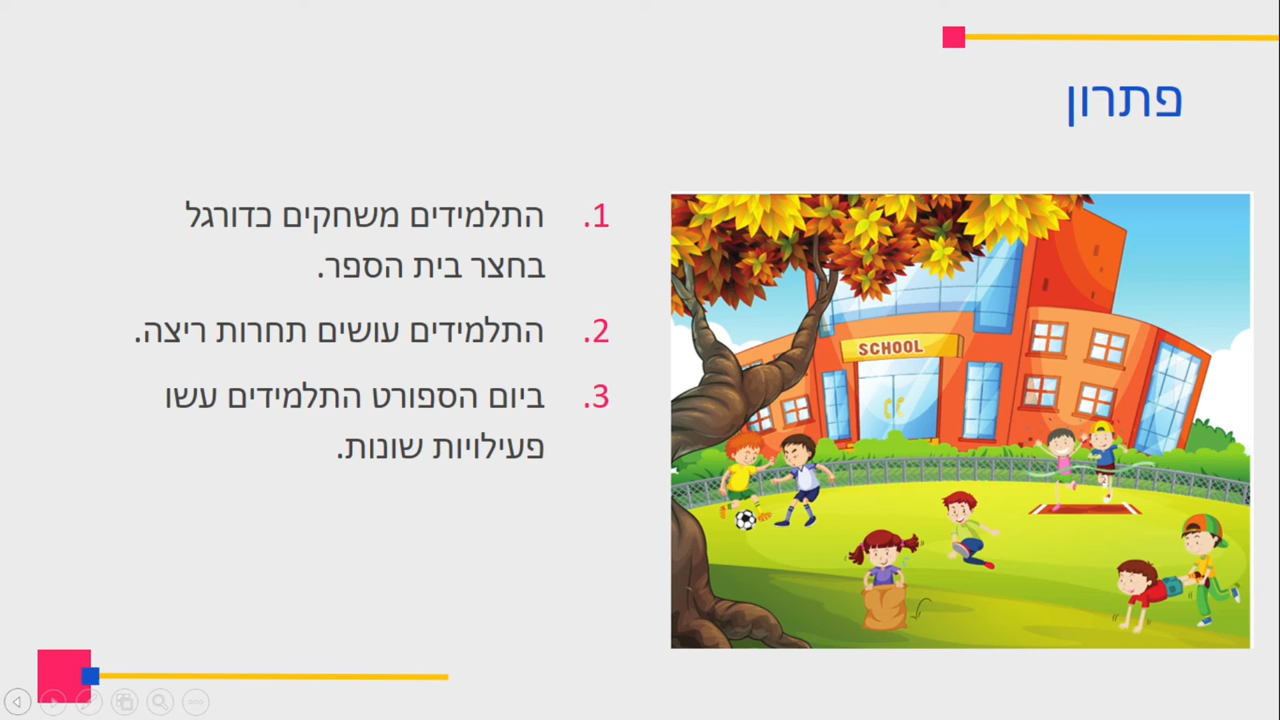 פתרון
1. התלמידים משחקים כדורגל
בחצר בית הספר.
2. התלמידים עושים תחרות ריצה.
3. ביום הספורט התלמידים עשו
פעילויות שונות.
SCHOOL